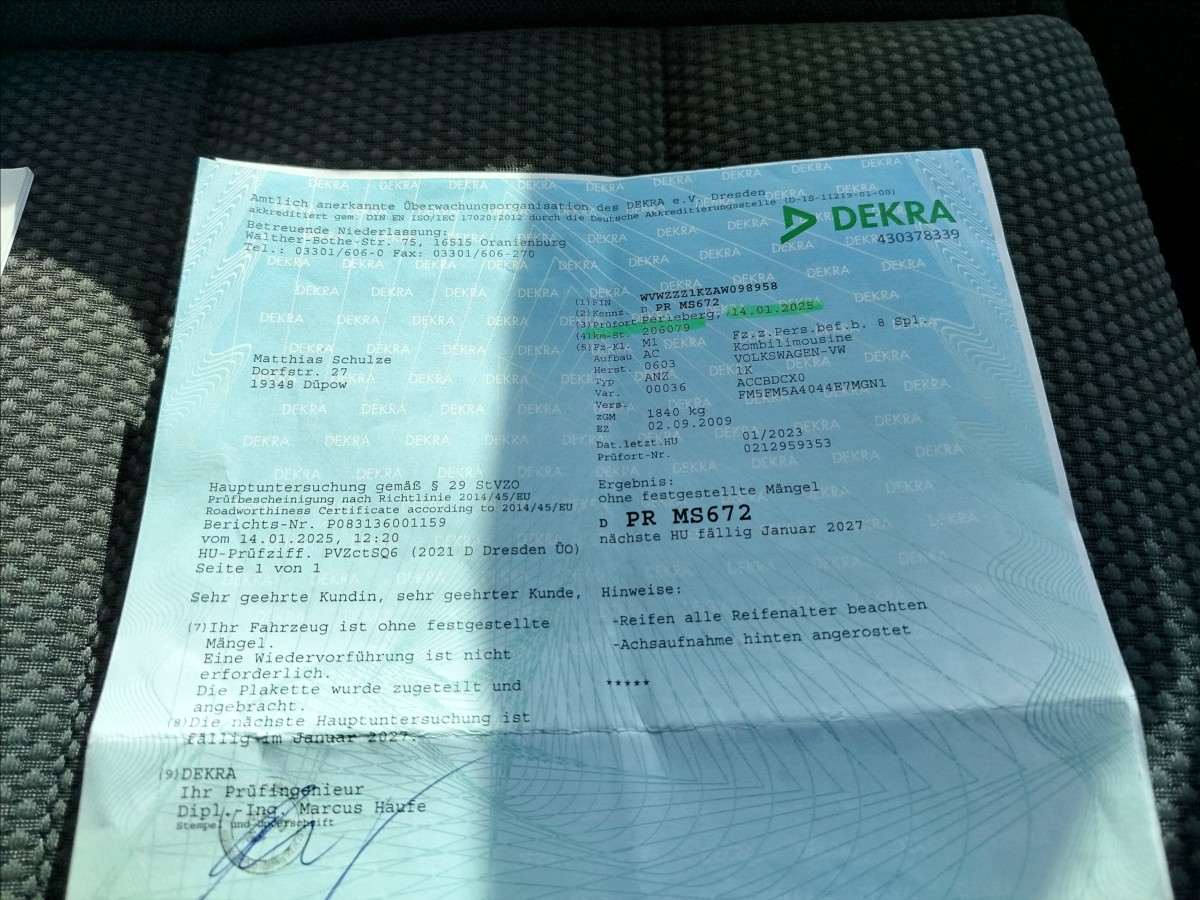 Amtlich anerkannte Überwachungsorganisation des DEKRA e.V. Dresden
akkreditiert gem. DIN EN ISO/IEC 17020:2012 durch die Deutsche Akkreditierungsstelle (D-IS-11219-01-00)
DEKRA
430378339
Betreuende Niederlassung:
Walther-Bothe-Str. 75, 16515 Oranienburg
Tel.: 03301/606-0 Fax: 03301/606-270
(1) FIN WVWZZZ1KZAW098958
(2) Kennz. D PR MS672
(3) Prüfort Perleberg, 14.01.2025
(4) km-St. 206079
(5) Fz-Kl. M1 Fz.z.Pers.bef.b. 8 Spl.
Aufbau AC Kombilimousine
Herst. 0603 VOLKSWAGEN-VW
Typ ANZ 1K
Var. 00036 ACCBDCX0
Vers. FM5FM5A4044E7MGN1
zGM 1840 kg
EZ 02.09.2009
Dat.letzt.HU 01/2023
Prüfort-Nr. 0212959353
Matthias Schulze
Dorfstr. 27
19348 Düpow
Hauptuntersuchung gemäß § 29 StVZO
Prüfbescheinigung nach Richtlinie 2014/45/EU
Roadworthiness Certificate according to 2014/45/EU
Berichts-Nr. P083136001159
vom 14.01.2025, 12:20
HU-Prüfziff. PVZctSQ6 (2021 D Dresden ÜO)
Seite 1 von 1
Ergebnis:
ohne festgestellte Mängel
D PR MS672
nächste HU fällig Januar 2027
Sehr geehrte Kundin, sehr geehrter Kunde,
(7) Ihr Fahrzeug ist ohne festgestellte
Mängel.
Eine Wiedervorführung ist nicht
erforderlich.
Die Plakette wurde zugeteilt und
angebracht.
(8) Die nächste Hauptuntersuchung ist
fällig im Januar 2027.
Hinweise:
-Reifen alle Reifenalter beachten
-Achsaufnahme hinten angerostet
*****
(9) DEKRA
Ihr Prüfingenieur
Dipl.-Ing. Marcus Haufe
Stempel und Unterschrift